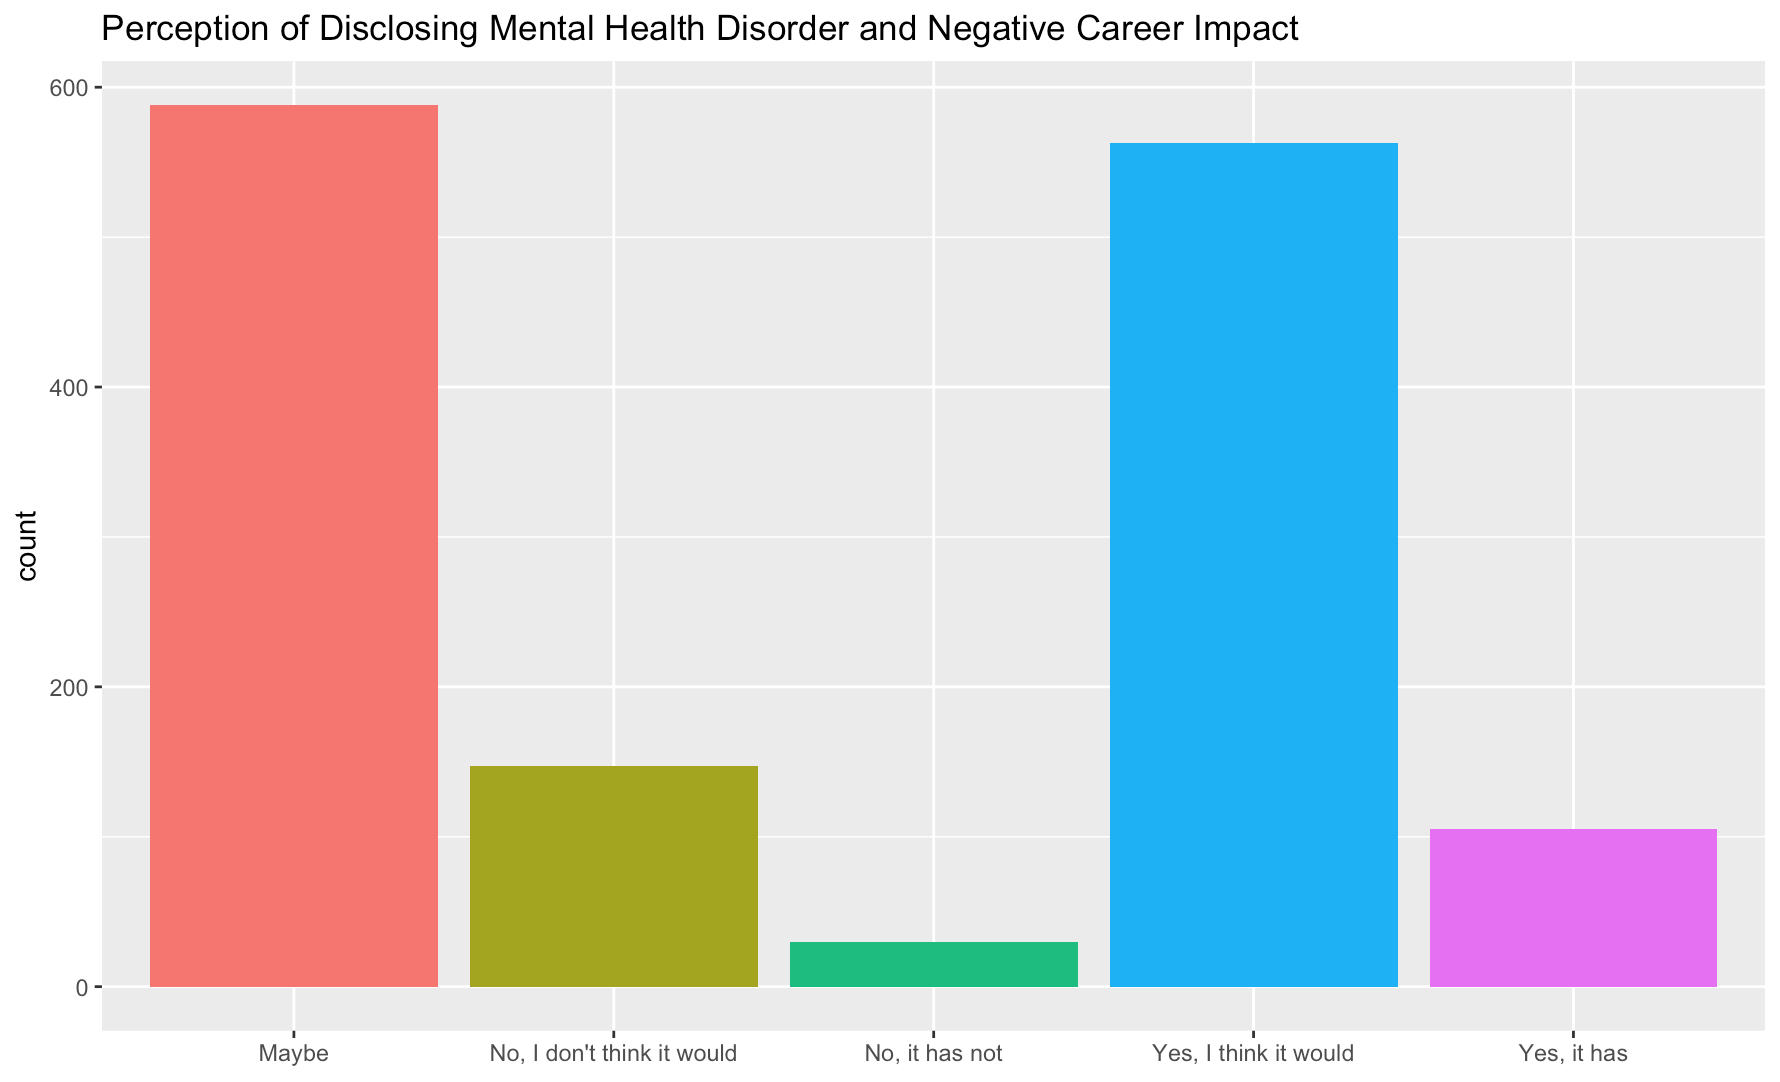 Perception of Disclosing Mental Health Disorder and Negative Career Impact
600
400
200
0
count
Maybe
No, I don't think it would
No, it has not
Yes, I think it would
Yes, it has